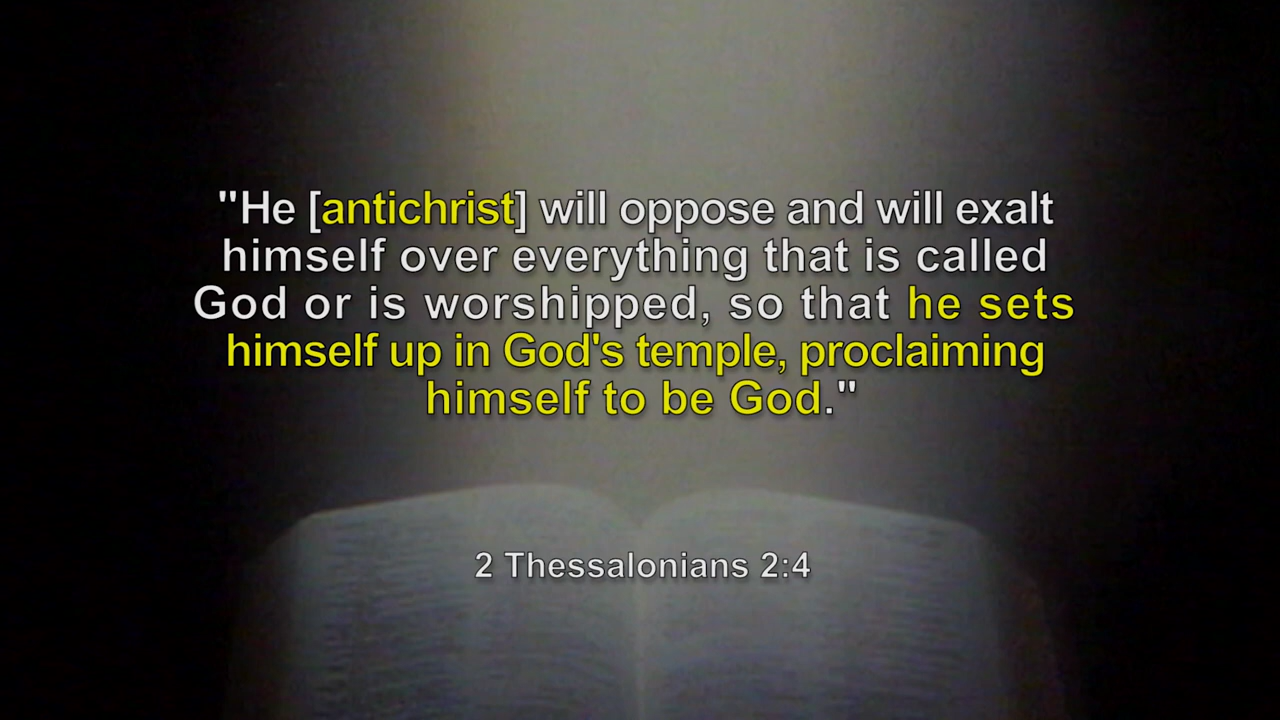 "He [antichrist] will oppose and will exalt
himself over everything that is called
God or is worshipped, so that he sets
himself up in God's temple, proclaiming
himself to be God."
2 Thessalonians 2:4